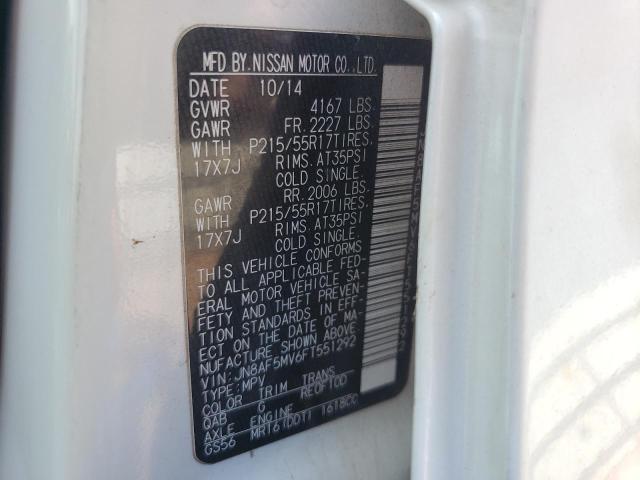 MFD BY NISSAN MOTOR CO.,LTD.
DATE 10/14
GVWR 4167 LBS.
GAWR FR. 2227 LBS.
WITH P215/55R17TIRES,
17X7J RIMS. AT35PSI
COLD SINGLE.
GAWR RR. 2006 LBS.
WITH P215/55R17TIRES,
17X7J RIMS. AT35PSI
COLD SINGLE.
THIS VEHICLE CONFORMS
TO ALL APPLICABLE FED-
ERAL MOTOR VEHICLE SA-
FETY AND THEFT PREVEN-
TION STANDARDS IN EFF-
ECT ON THE DATE OF MA-
NUFACTURE SHOWN ABOVE
VIN: JN8AF5MV6FT551292
TYPE: MPV
COLOR TRIM TRANS
QAB G
AXLE ENGINE
GS56 1618CC